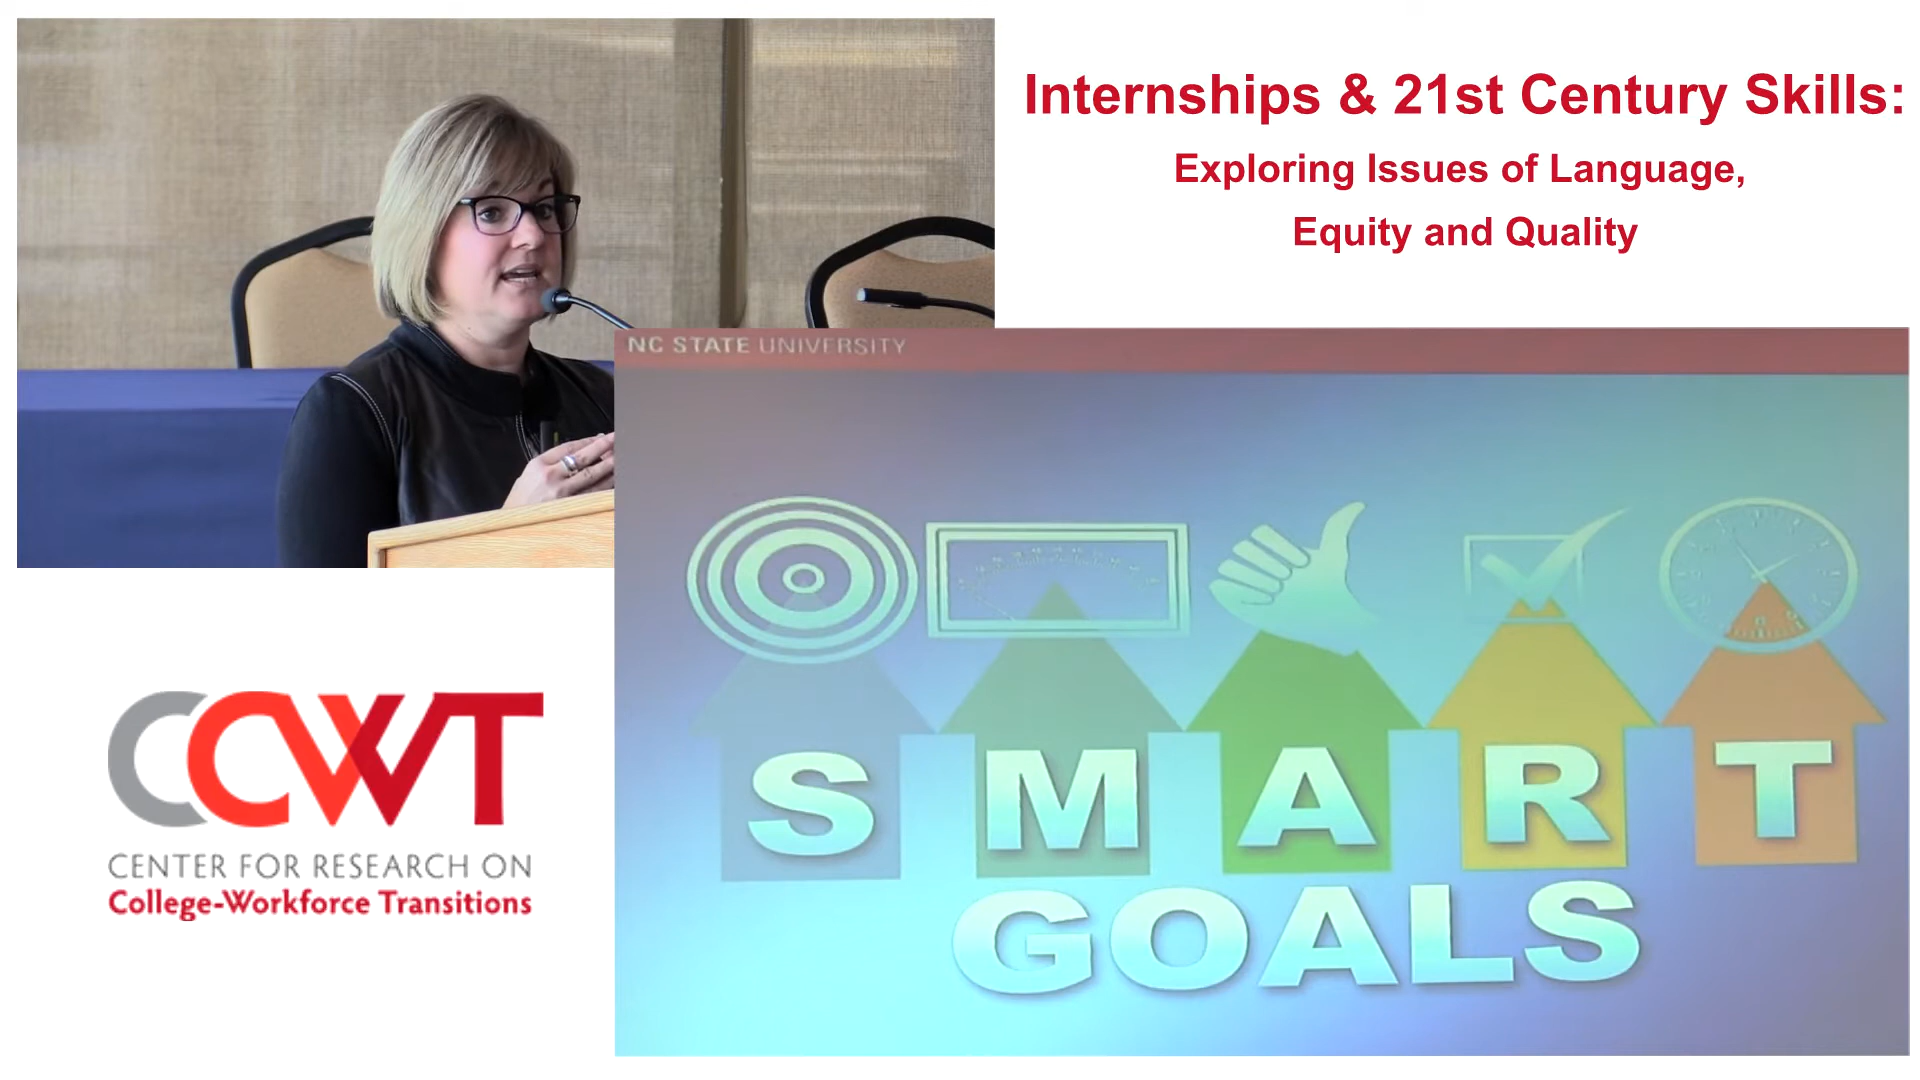 Internships & 21st Century Skills:
Exploring Issues of Language,
Equity and Quality
NC STATE UNIVERSITY
S M A R T
GOALS
CCWT
CENTER FOR RESEARCH ON
College-Workforce Transitions